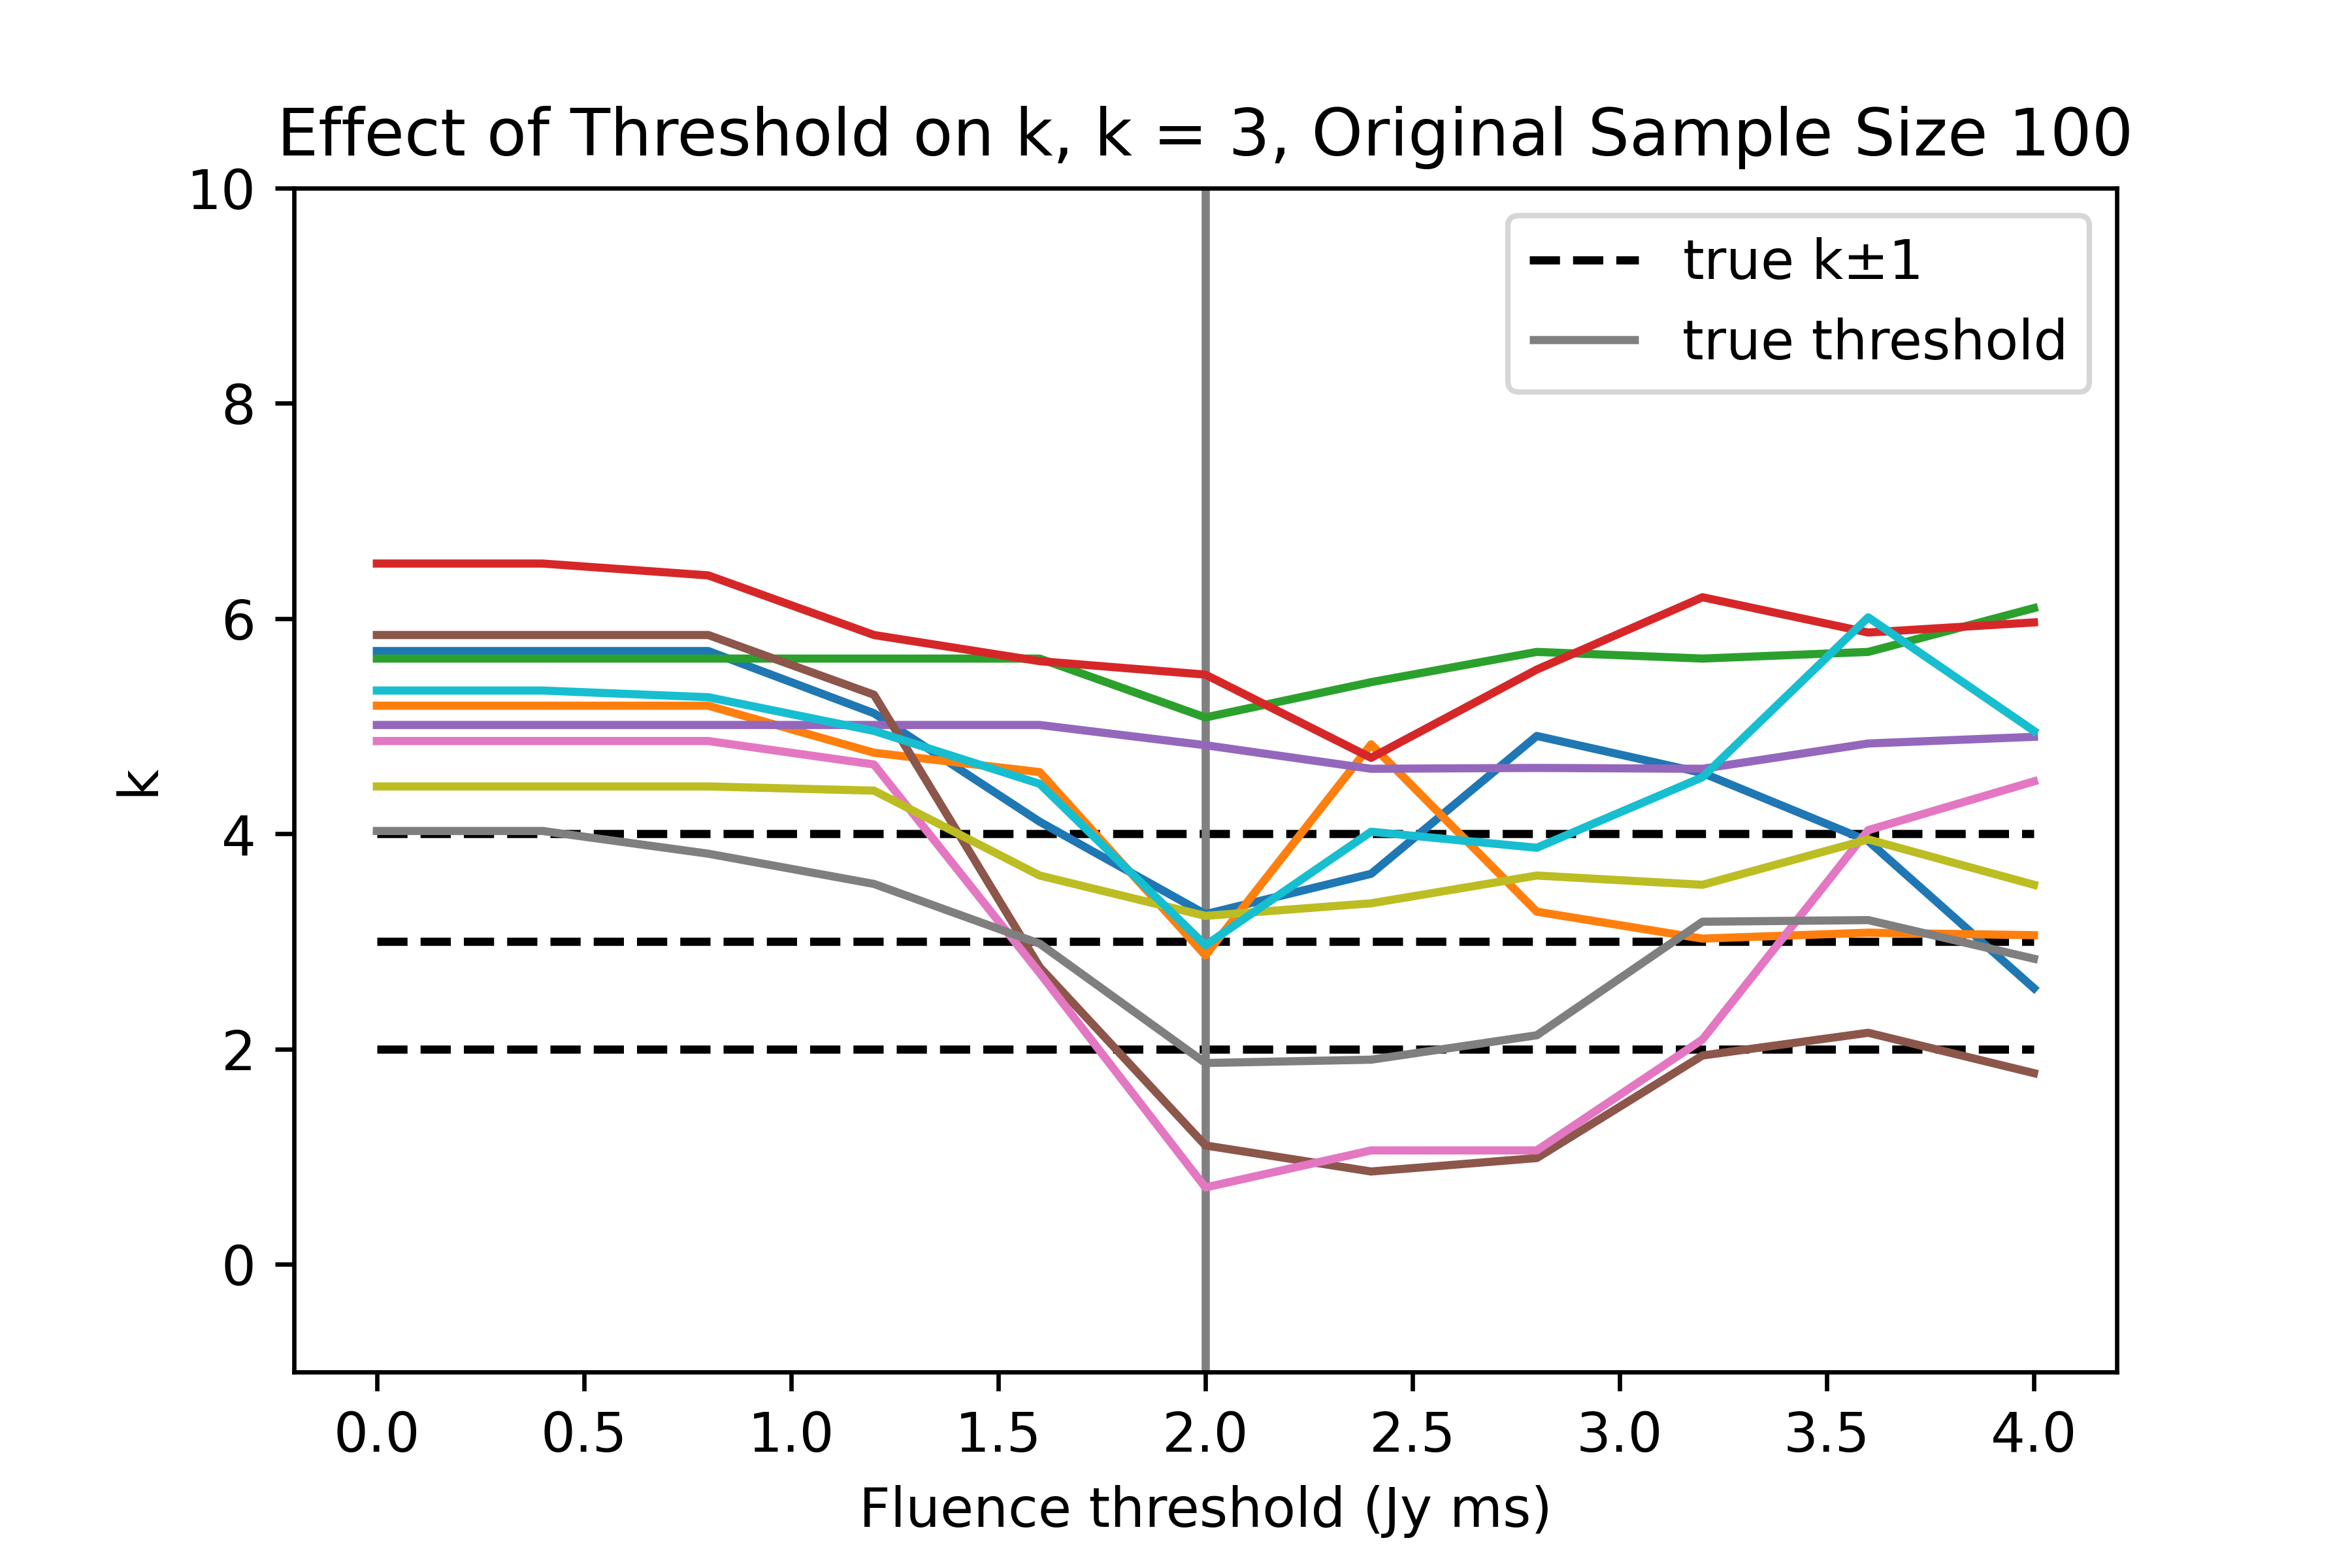 Effect of Threshold on k, k = 3, Original Sample Size 100
10
8
6
4
2
0
k
true k±1
true threshold
0.0 0.5 1.0 1.5 2.0 2.5 3.0 3.5 4.0
Fluence threshold (Jy ms)